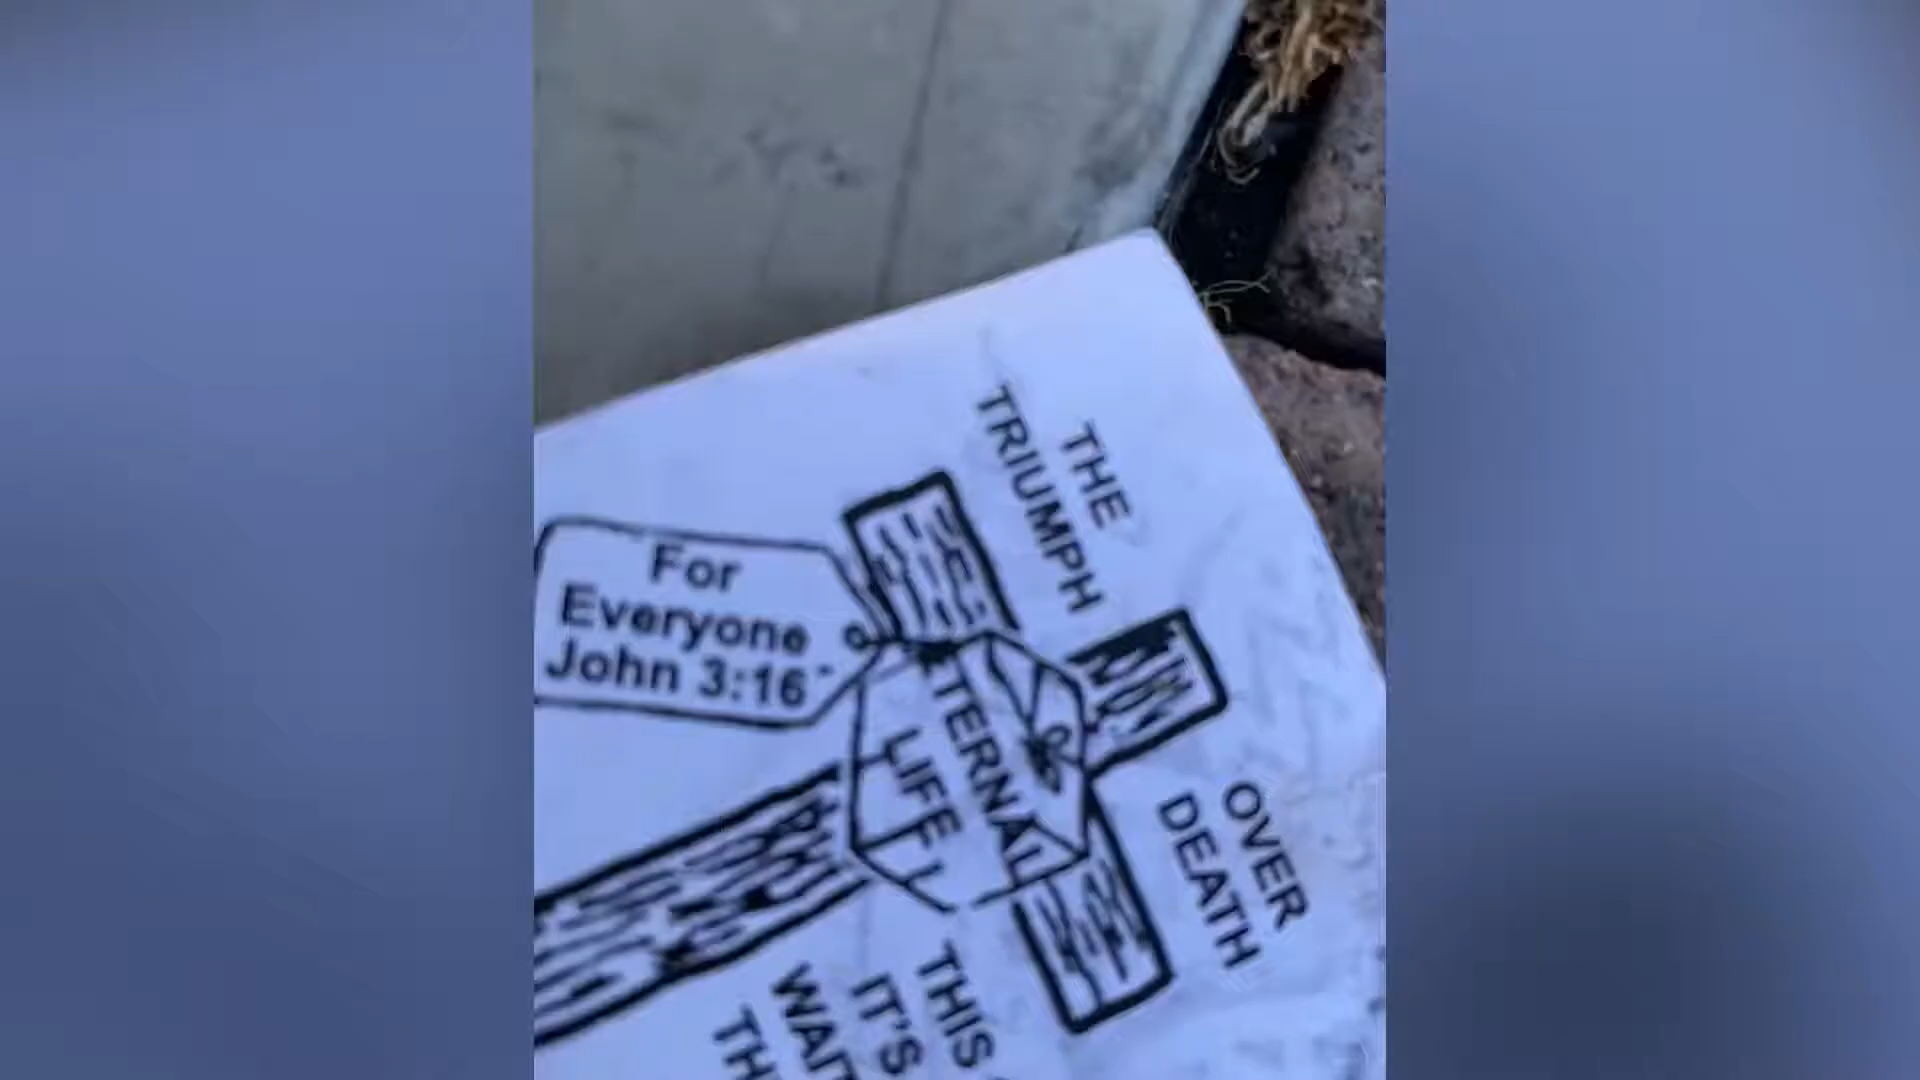 THE
TRIUMPH
OVER
DEATH
For
Everyone
John 3:16
ETERNAL
LIFE
THIS
IT'S